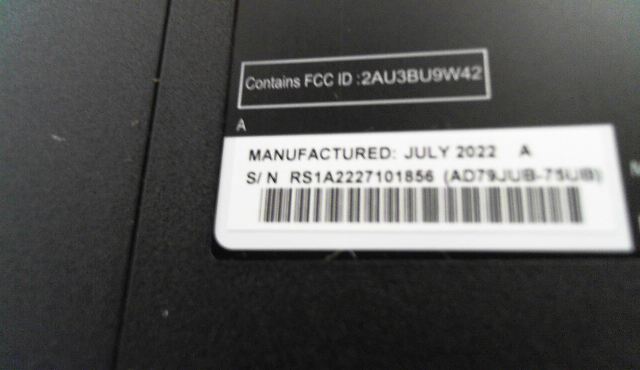 Contains FCC ID :2AU3BU9W42
A
MANUFACTURED: JULY 2022 A
S/N RS1A2227101856 (AD79JUB-75UB)